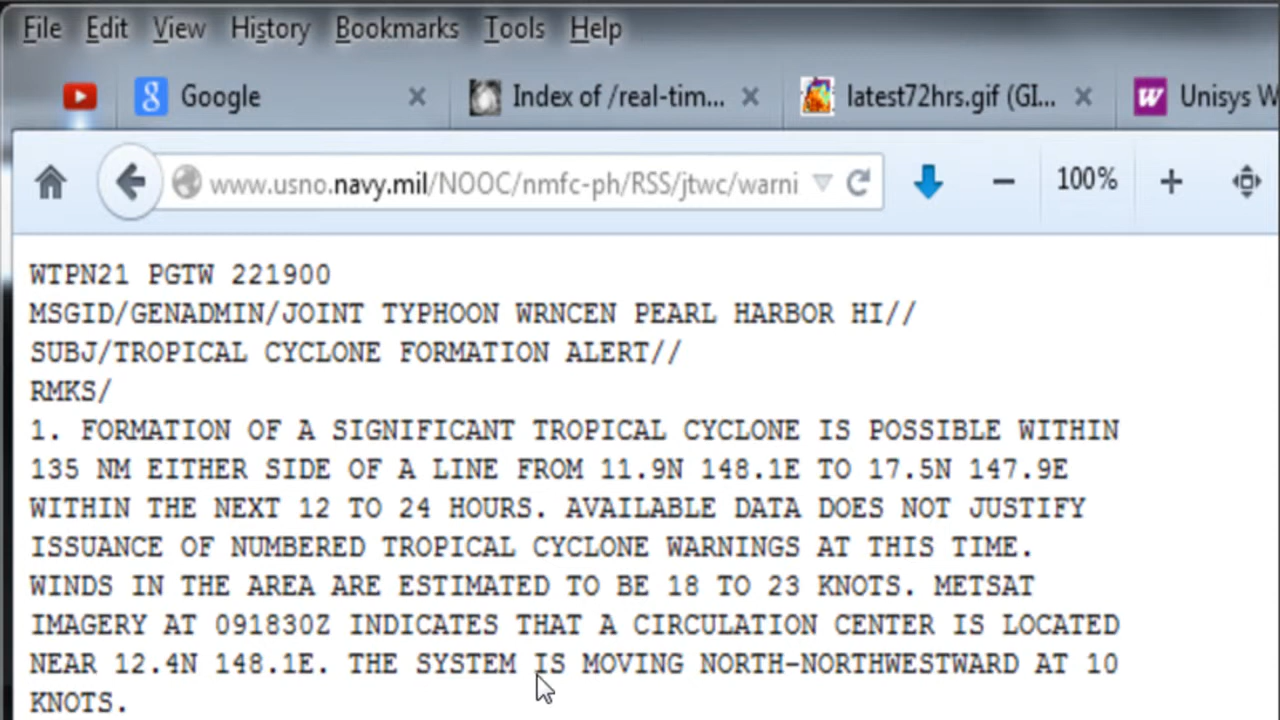 File Edit View History Bookmarks Tools Help
Google Index of /real-tim... latest72hrs.gif (GI... Unisys W
www.usno.navy.mil/NOOC/nmfc-ph/RSS/jtwc/warni 100%
WTPN21 PGTW 221900
MSGID/GENADMIN/JOINT TYPHOON WRNCEN PEARL HARBOR HI//
SUBJ/TROPICAL CYCLONE FORMATION ALERT//
RMKS/
1. FORMATION OF A SIGNIFICANT TROPICAL CYCLONE IS POSSIBLE WITHIN
135 NM EITHER SIDE OF A LINE FROM 11.9N 148.1E TO 17.5N 147.9E
WITHIN THE NEXT 12 TO 24 HOURS. AVAILABLE DATA DOES NOT JUSTIFY
ISSUANCE OF NUMBERED TROPICAL CYCLONE WARNINGS AT THIS TIME.
WINDS IN THE AREA ARE ESTIMATED TO BE 18 TO 23 KNOTS. METSAT
IMAGERY AT 091830Z INDICATES THAT A CIRCULATION CENTER IS LOCATED
NEAR 12.4N 148.1E. THE SYSTEM IS MOVING NORTH-NORTHWESTWARD AT 10
KNOTS.